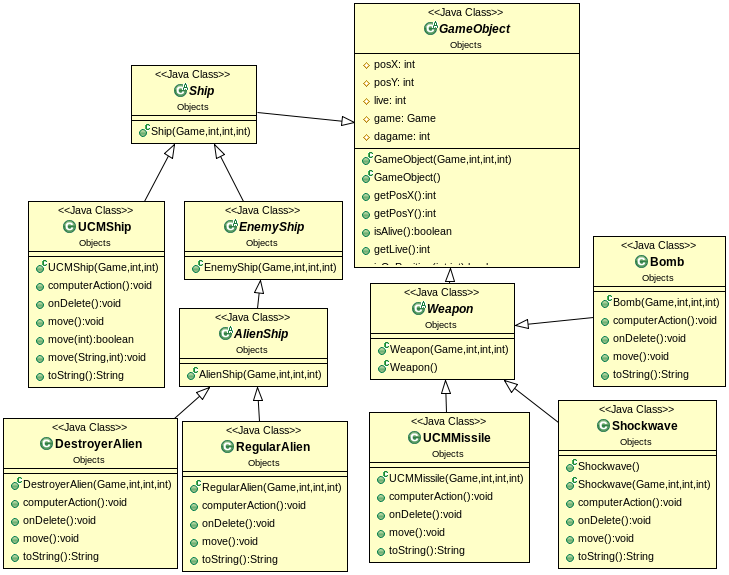 <<Java Class>>
GameObject
Objects
posX: int
posY: int
live: int
game: Game
dagame: int
GameObject(Game,int,int,int)
GameObject()
getPosX():int
getPosY():int
isAlive():boolean
getLive():int
<<Java Class>>
Ship
Objects
Ship(Game,int,int,int)
<<Java Class>>
UCMShip
Objects
UCMShip(Game,int,int)
computerAction():void
onDelete():void
move():void
move(int):boolean
move(String,int):void
toString():String
<<Java Class>>
EnemyShip
Objects
EnemyShip(Game,int,int,int)
<<Java Class>>
AlienShip
Objects
AlienShip(Game,int,int,int)
<<Java Class>>
DestroyerAlien
Objects
DestroyerAlien(Game,int,int,int)
computerAction():void
onDelete():void
move():void
toString():String
<<Java Class>>
RegularAlien
Objects
RegularAlien(Game,int,int,int)
computerAction():void
onDelete():void
move():void
toString():String
<<Java Class>>
Weapon
Objects
Weapon(Game,int,int,int)
Weapon()
<<Java Class>>
Bomb
Objects
Bomb(Game,int,int,int)
computerAction():void
onDelete():void
move():void
toString():String
<<Java Class>>
UCMMissile
Objects
UCMMissile(Game,int,int,int)
computerAction():void
onDelete():void
move():void
toString():String
<<Java Class>>
Shockwave
Objects
Shockwave()
Shockwave(Game,int,int,int)
computerAction():void
onDelete():void
move():void
toString():String